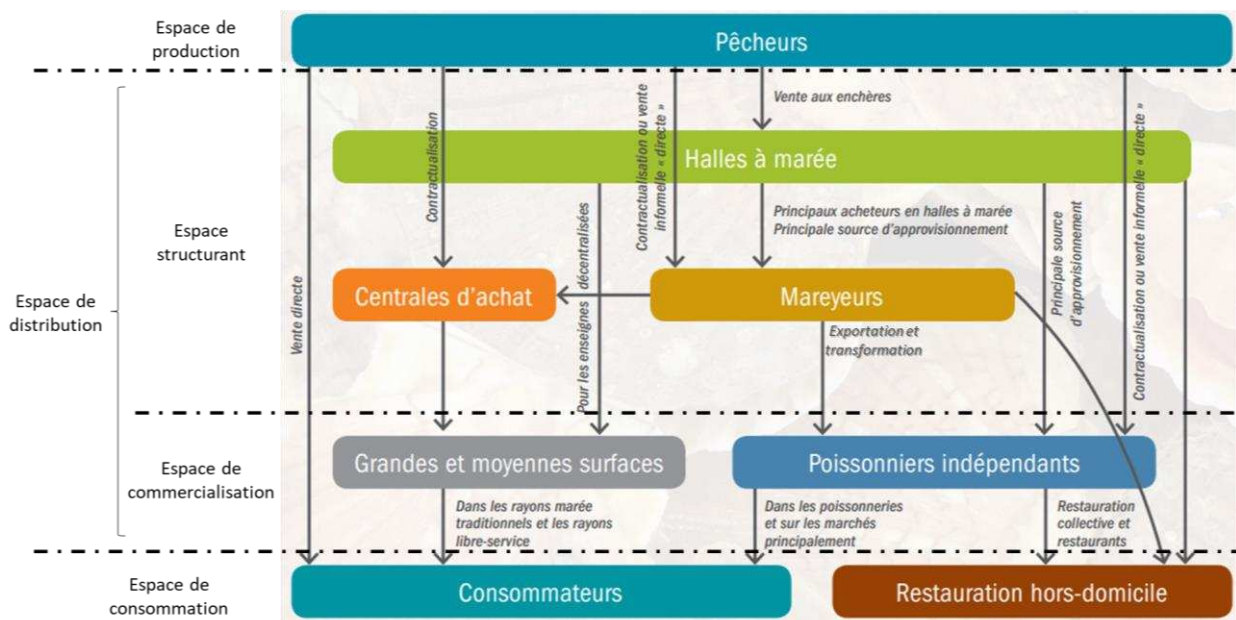 Espace de
production
Pêcheurs
Vente aux enchères
Contractualisation
Contractualisation ou vente
informelle « directe »
Contractualisation ou vente informelle « directe »
Halles à marée
Espace
structurant
Principaux acheteurs en halles à marée
Principale source d'approvisionnement
Principale source
d'approvisionnement
Pour les enseignes décentralisées
Vente directe
Espace de
distribution
Centrales d'achat
Mareyeurs
Exportation et
transformation
Espace de
commercialisation
Grandes et moyennes surfaces
Poissonniers indépendants
Dans les rayons marée
traditionnels et les rayons
libre-service
Dans les poissonneries
et sur les marchés
principalement
Restauration
collective et
restaurants
Espace de
consommation
Consommateurs
Restauration hors-domicile